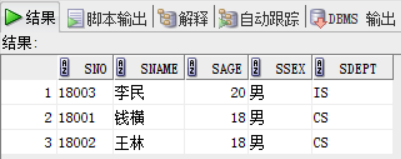 结果 脚本输出 解释 自动跟踪 DBMS 输出
结果:
SNO SNAME SAGE SSEX SDEPT
1 18003 李民 20 男 IS
2 18001 钱横 18 男 CS
3 18002 王林 18 男 CS